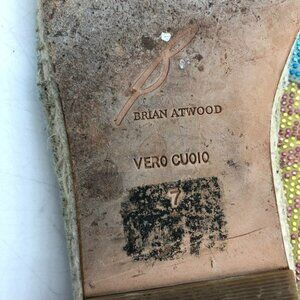 BRIAN ATWOOD
VERO CUOIO
7